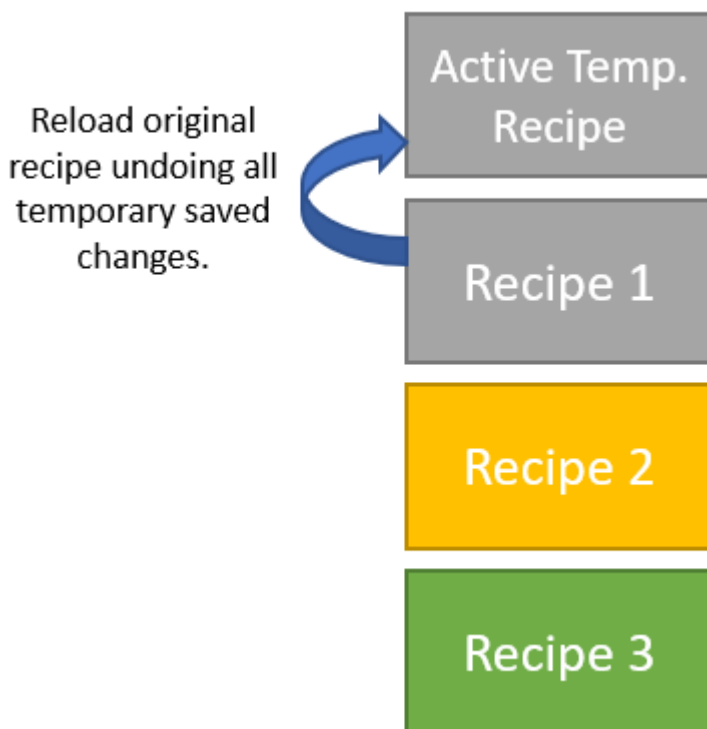 Active Temp.
Recipe
Reload original
recipe undoing all
temporary saved
changes.
Recipe 1
Recipe 2
Recipe 3